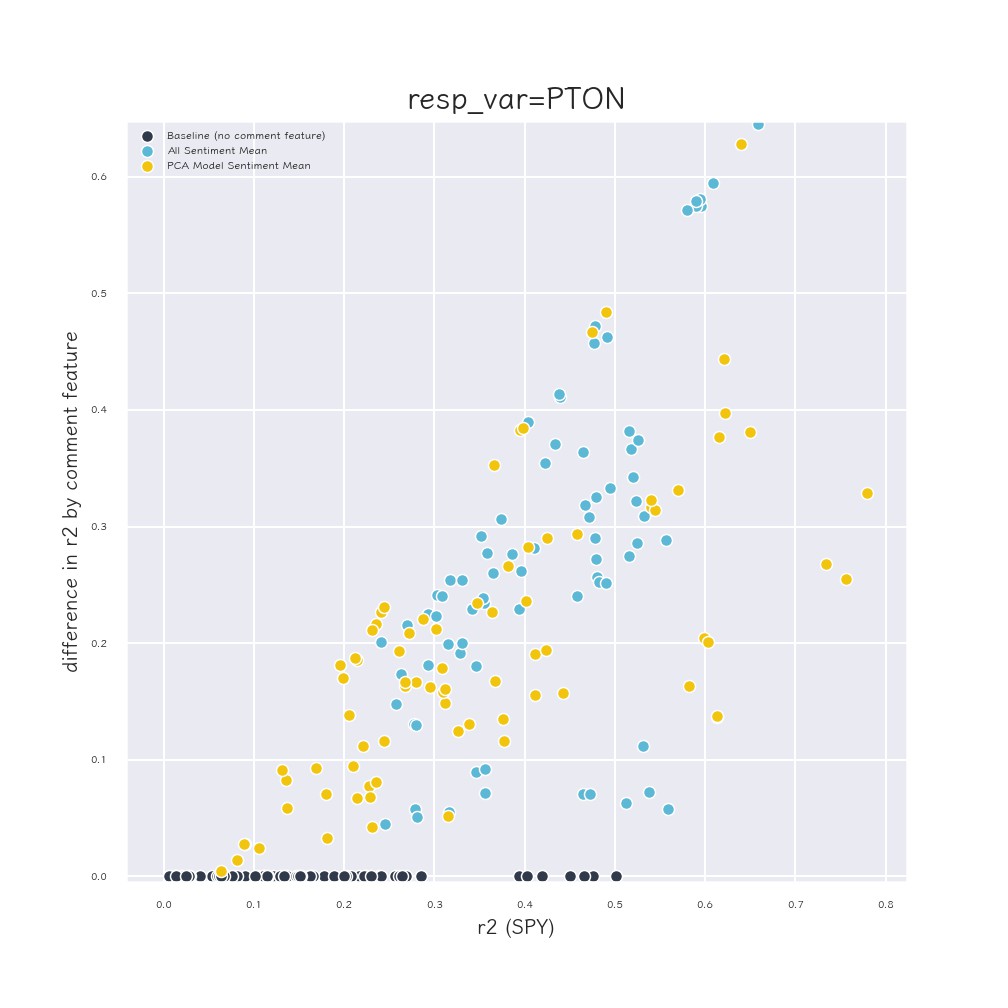 resp_var=PTON
Baseline (no comment feature)
All Sentiment Mean
PCA Model Sentiment Mean
difference in r2 by comment feature
0.6
0.5
0.4
0.3
0.2
0.1
0.0
0.0 0.1 0.2 0.3 0.4 0.5 0.6 0.7 0.8
r2 (SPY)